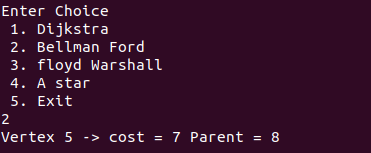 Enter Choice
1. Dijkstra
2. Bellman Ford
3. floyd Warshall
4. A star
5. Exit
2
Vertex 5 -> cost = 7 Parent = 8